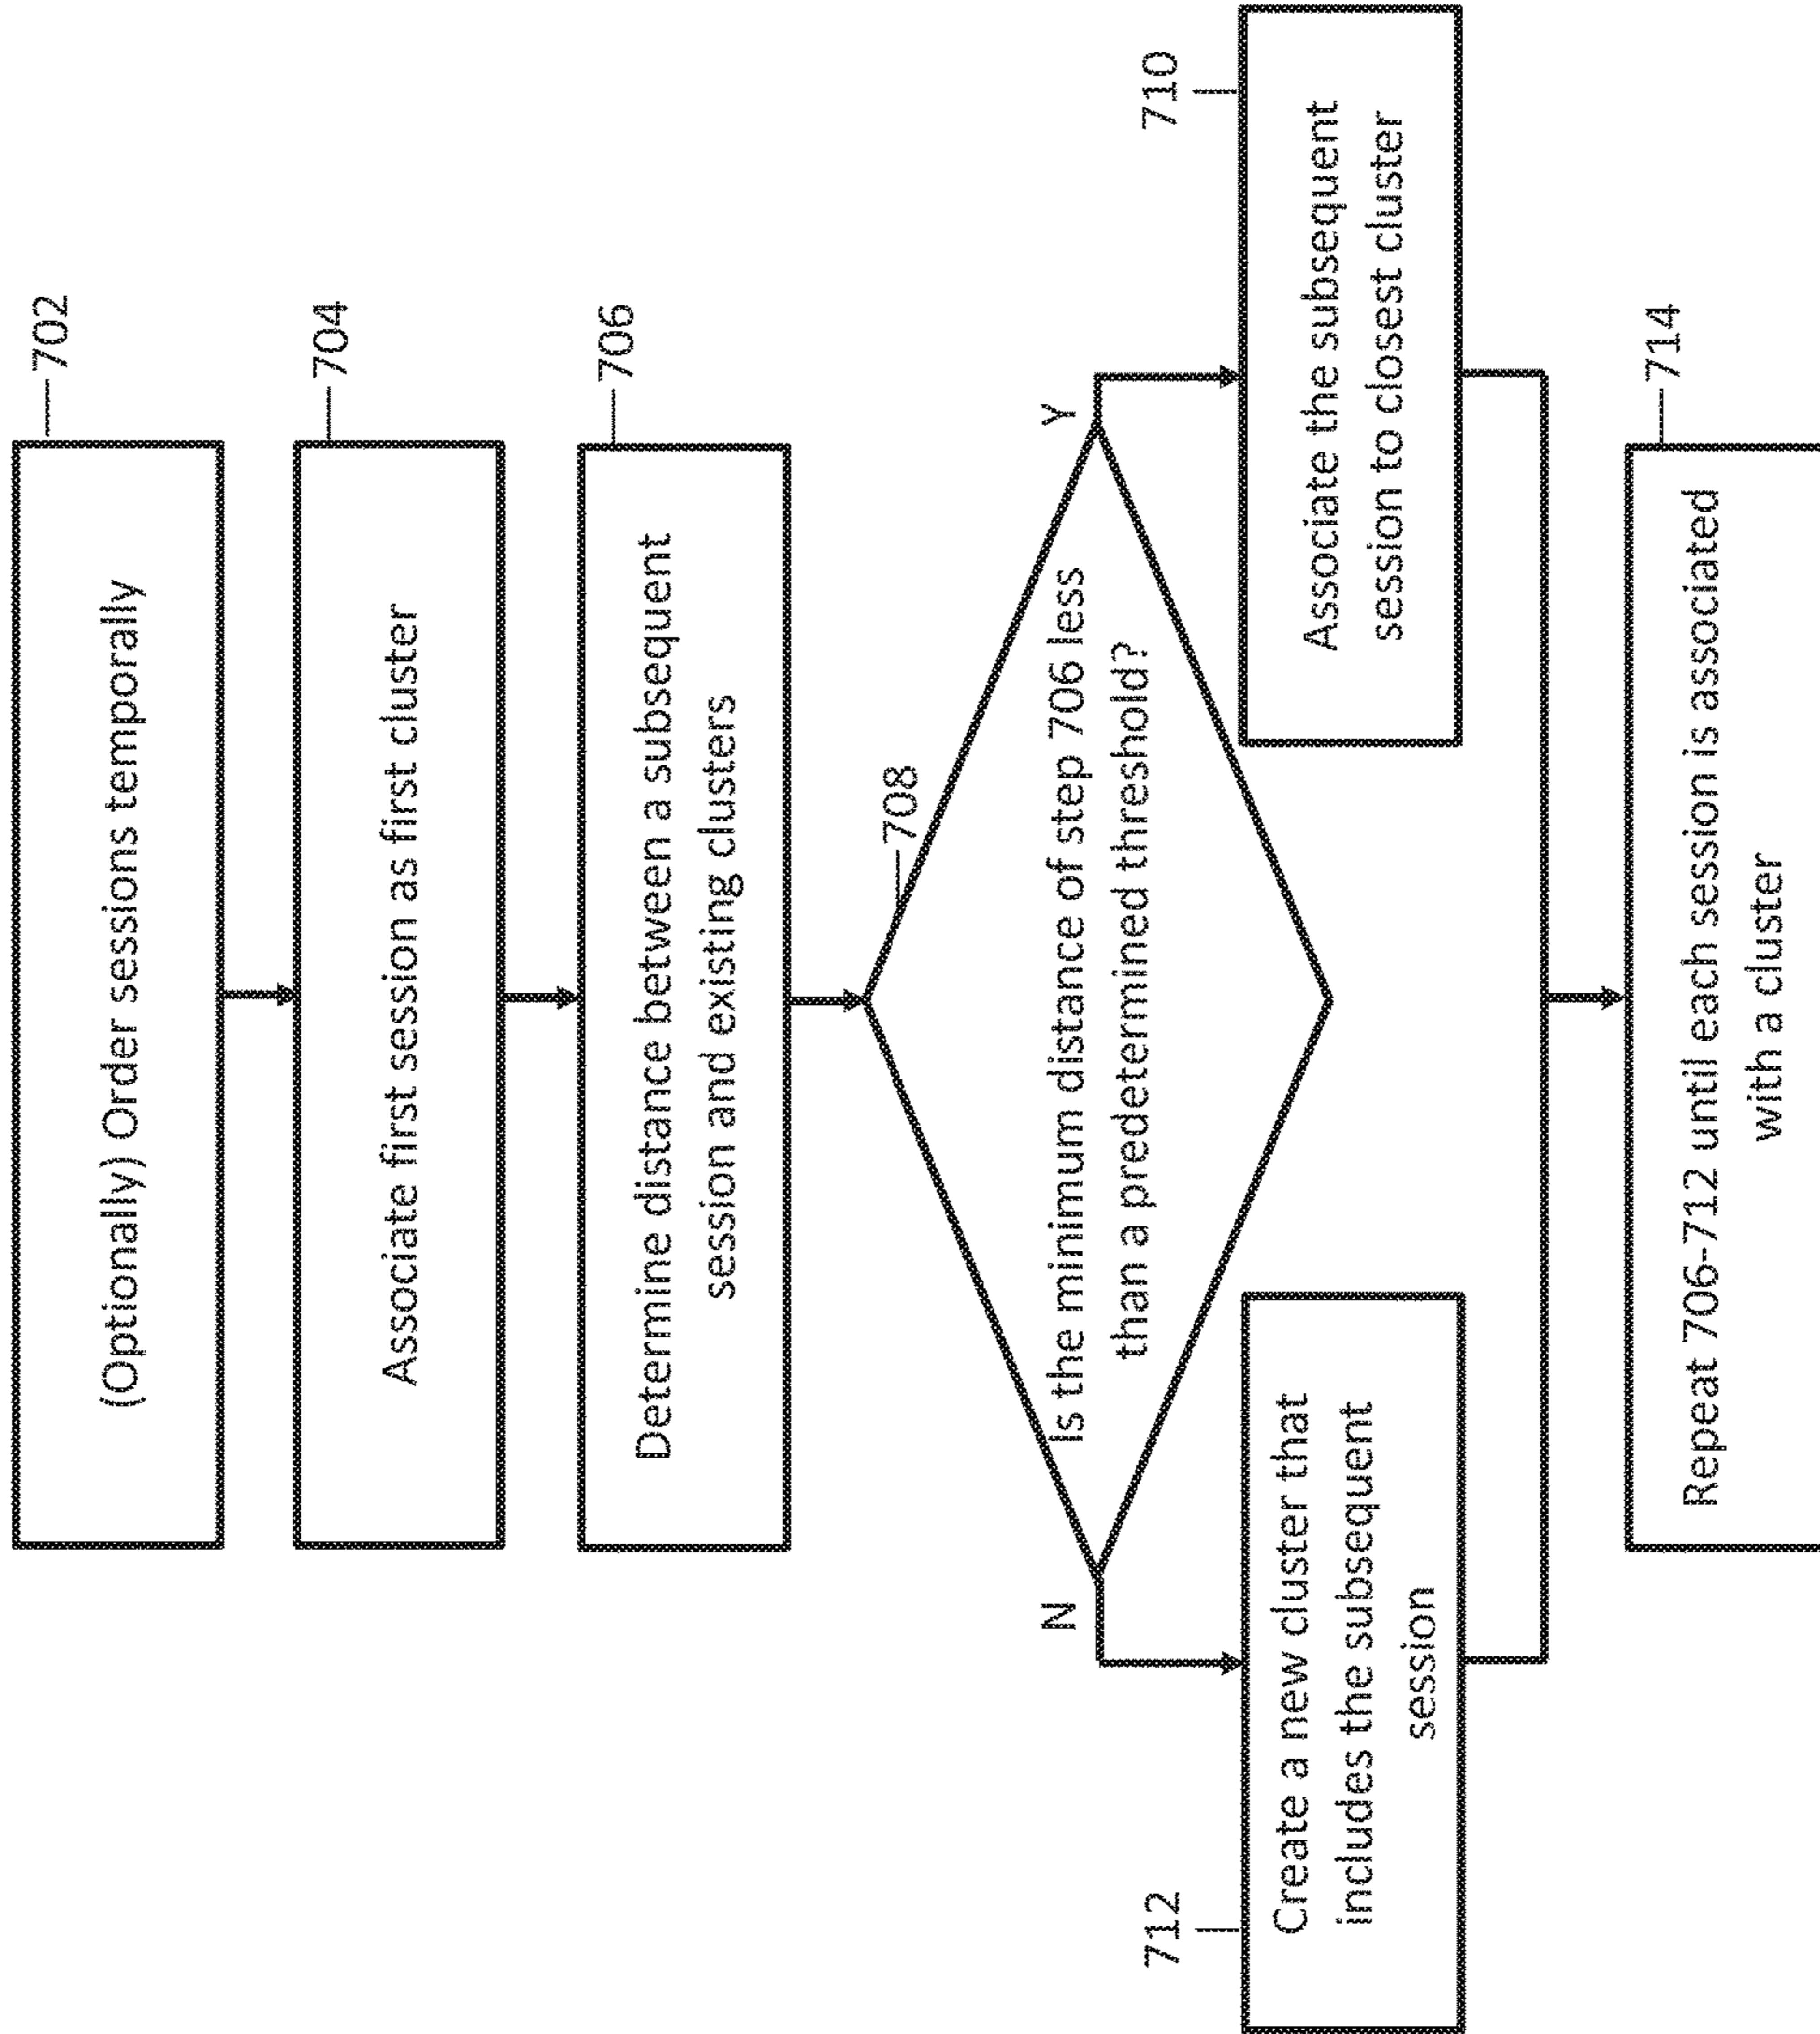 702
(Optionally) Order sessions temporally
704
Associate first session as first cluster
706
Determine distance between a subsequent
session and existing clusters
708
Is the minimum distance of step 706 less
than a predetermined threshold?
N
Y
712
Create a new cluster that
includes the subsequent
session
710
Associate the subsequent
session to closest cluster
714
Repeat 706-712 until each session is associated
with a cluster